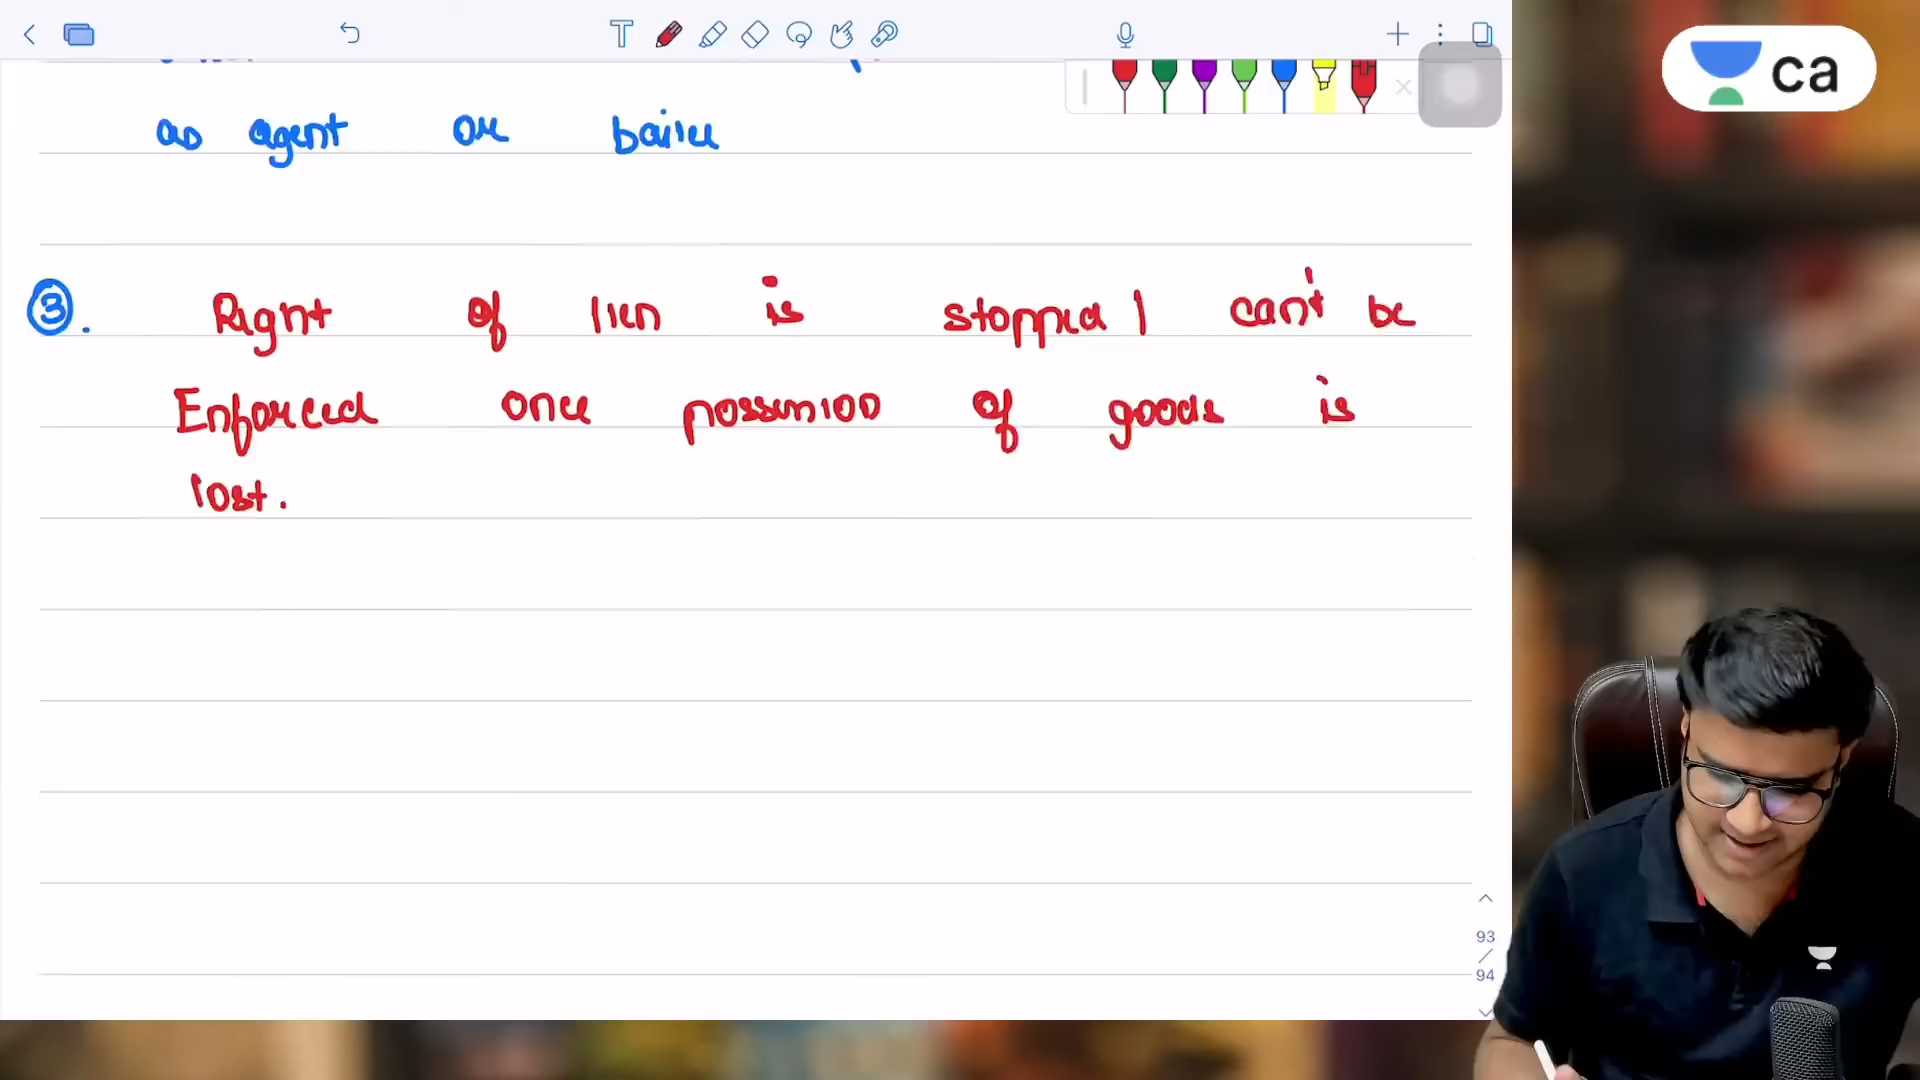 ca
as agent or bailee
3. Right of lien is stopped / can't be
Enforced once possession of goods is
lost.
93
/
94